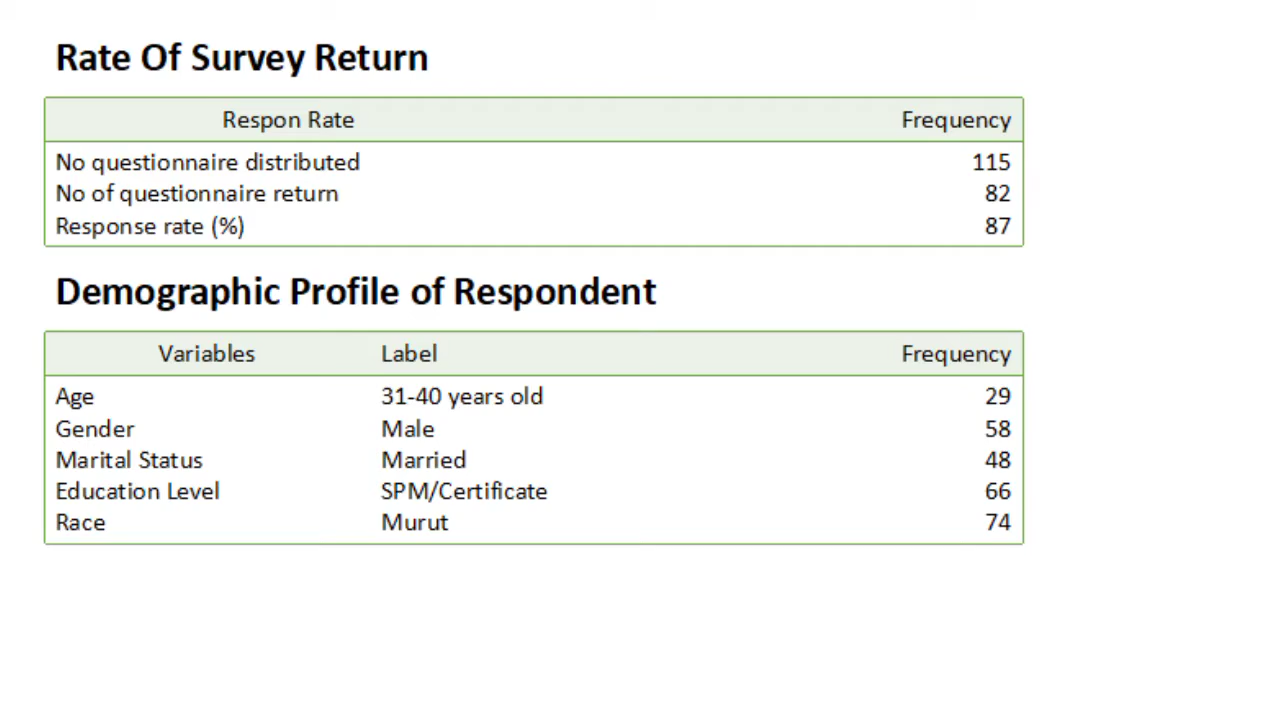 Rate Of Survey Return
Respon Rate Frequency
No questionnaire distributed 115
No of questionnaire return 82
Response rate (%) 87
Demographic Profile of Respondent
Variables Label Frequency
Age 31-40 years old 29
Gender Male 58
Marital Status Married 48
Education Level SPM/Certificate 66
Race Murut 74